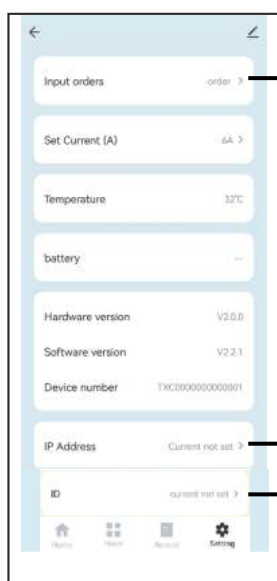 Input orders order >
Set Current (A) 6A >
Temperature 32℃
battery --
Hardware version V2.0.0
Software version V2.2.1
Device number TXC0000000000001
IP Address Current not set >
ID current not set >
Home Record Setting